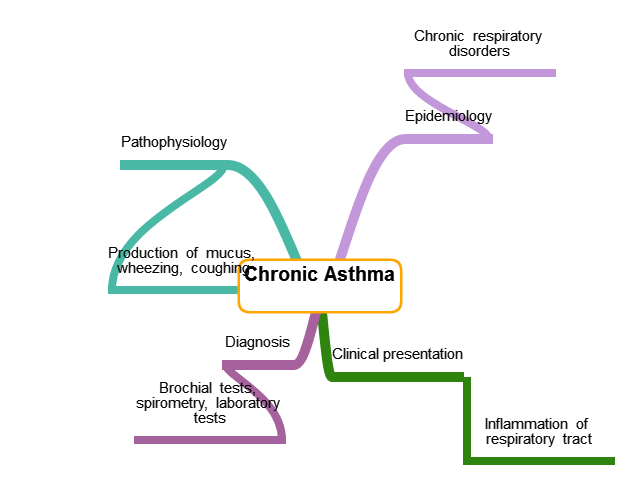 Chronic respiratory
disorders
Epidemiology
Pathophysiology
Production of mucus,
wheezing, coughing,
Chronic Asthma
Diagnosis
Brochial tests,
spirometry, laboratory
tests
Clinical presentation
Inflammation of
respiratory tract